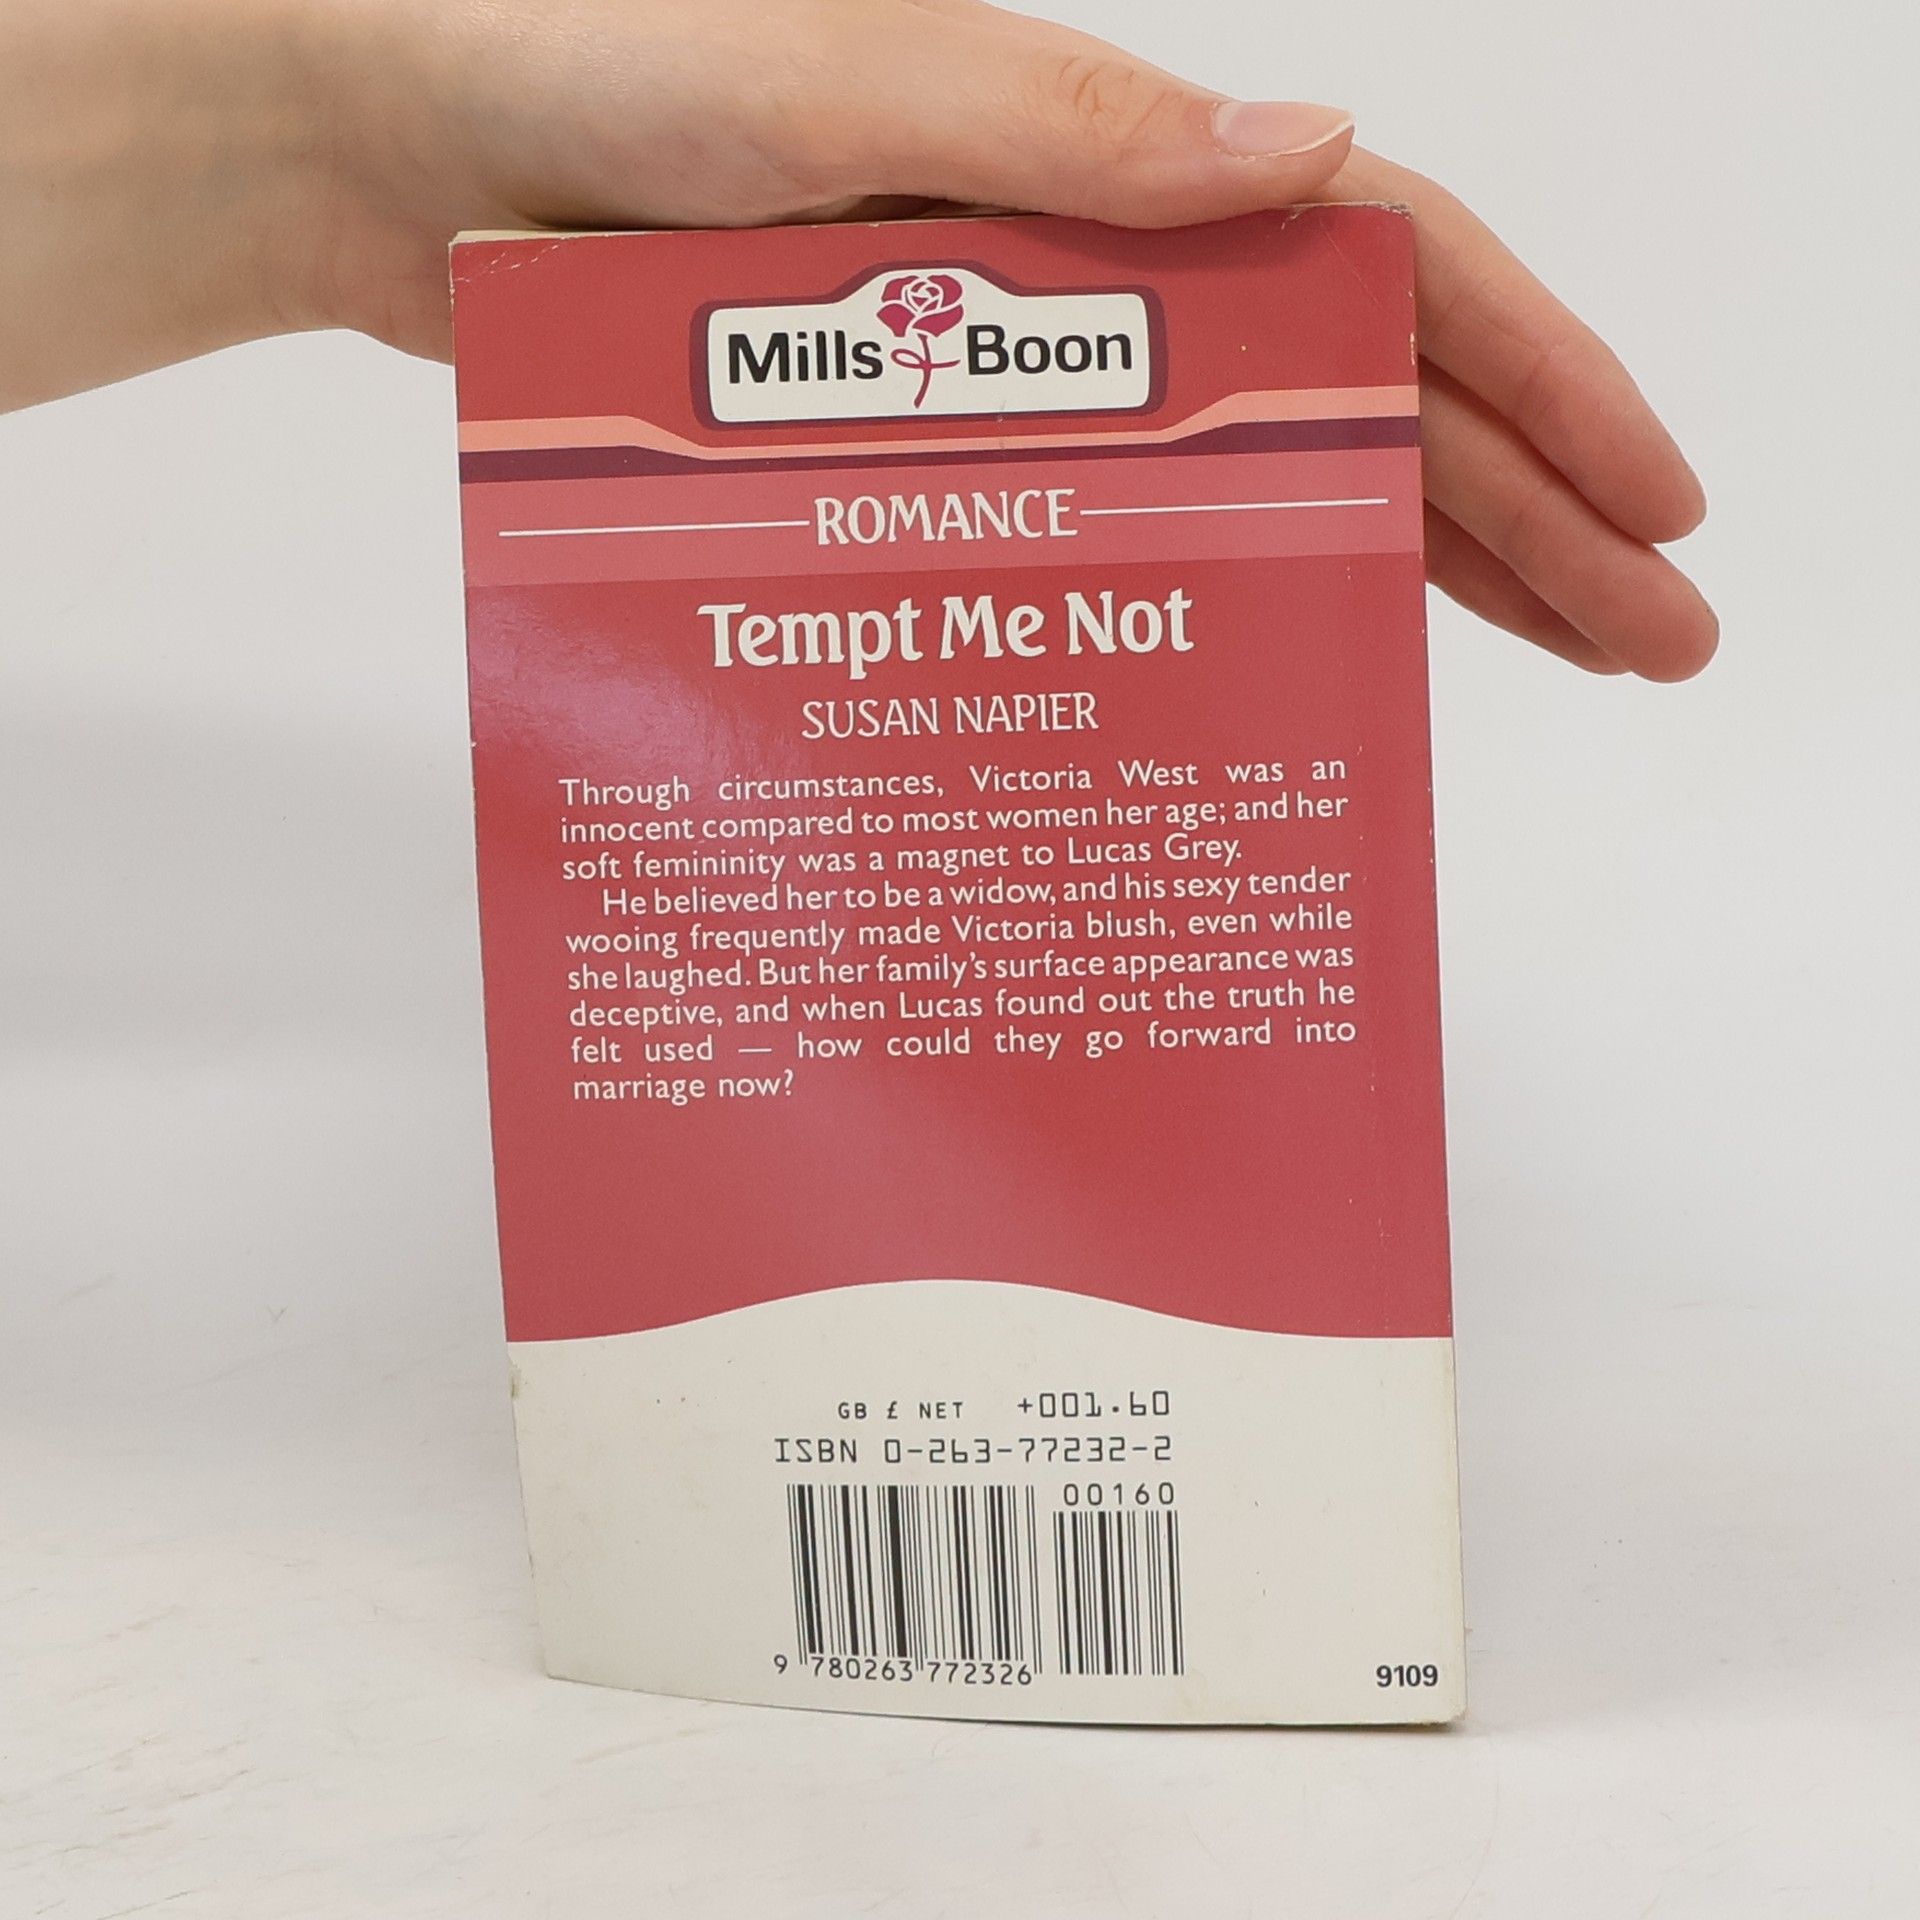 Mills & Boon
ROMANCE
Tempt Me Not
SUSAN NAPIER
Through circumstances, Victoria West was an
innocent compared to most women her age; and her
soft femininity was a magnet to Lucas Grey.
He believed her to be a widow, and his sexy tender
wooing frequently made Victoria blush, even while
she laughed. But her family's surface appearance was
deceptive, and when Lucas found out the truth he
felt used — how could they go forward into
marriage now?
GB £ NET +001.60
ISBN 0-263-77232-2
00160
9 780263 772326
9109